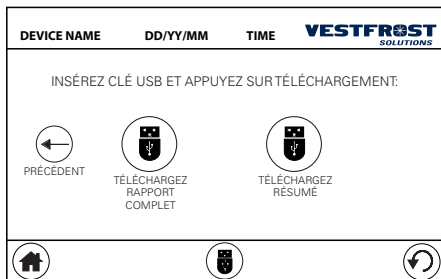 DEVICE NAME DD/YY/MM TIME VESTFROST SOLUTIONS
INSÉREZ CLÉ USB ET APPUYEZ SUR TÉLÉCHARGEMENT:
PRÉCÉDENT
TÉLÉCHARGEZ
RAPPORT
COMPLET
TÉLÉCHARGEZ
RÉSUMÉ